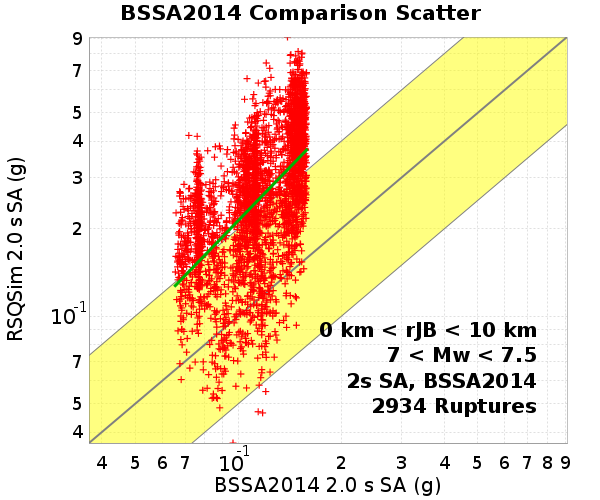 BSSA2014 Comparison Scatter
RSQSim 2.0 s SA (g)
9
7
5
4
3
2
10-1
7
5
4
0 km < rJB < 10 km
7 < Mw < 7.5
2s SA, BSSA2014
2934 Ruptures
4 5 6 7 10-1 2 3 4 5 6 7 8 9
BSSA2014 2.0 s SA (g)